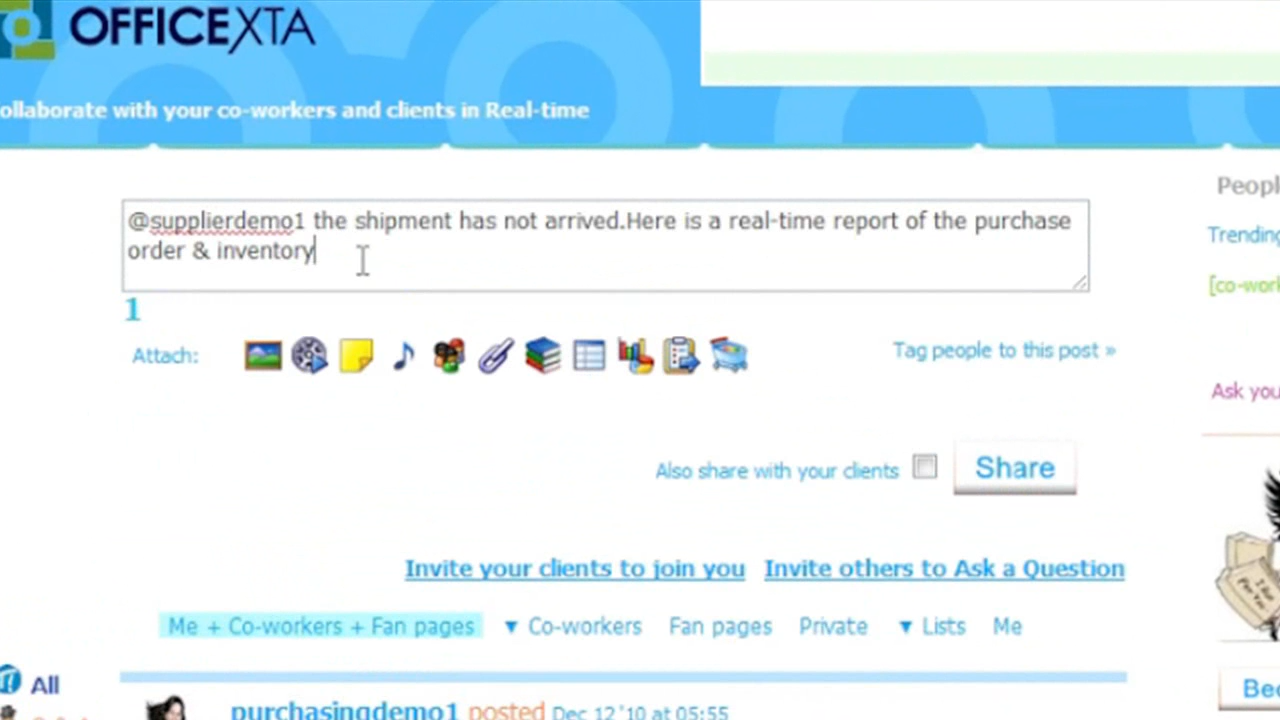 OFFICEXTA
ollaborate with your co-workers and clients in Real-time
@supplierdemo1 the shipment has not arrived.Here is a real-time report of the purchase
order & inventory
1
Attach:
Tag people to this post »
Also share with your clients
Share
Invite your clients to join you
Invite others to Ask a Question
Me + Co-workers + Fan pages
▼ Co-workers
Fan pages
Private
▼ Lists
Me
All
purchasingdemo1 posted Dec 12 '10 at 05:55
Peopl
Trending
[co-work
Ask you
Bec